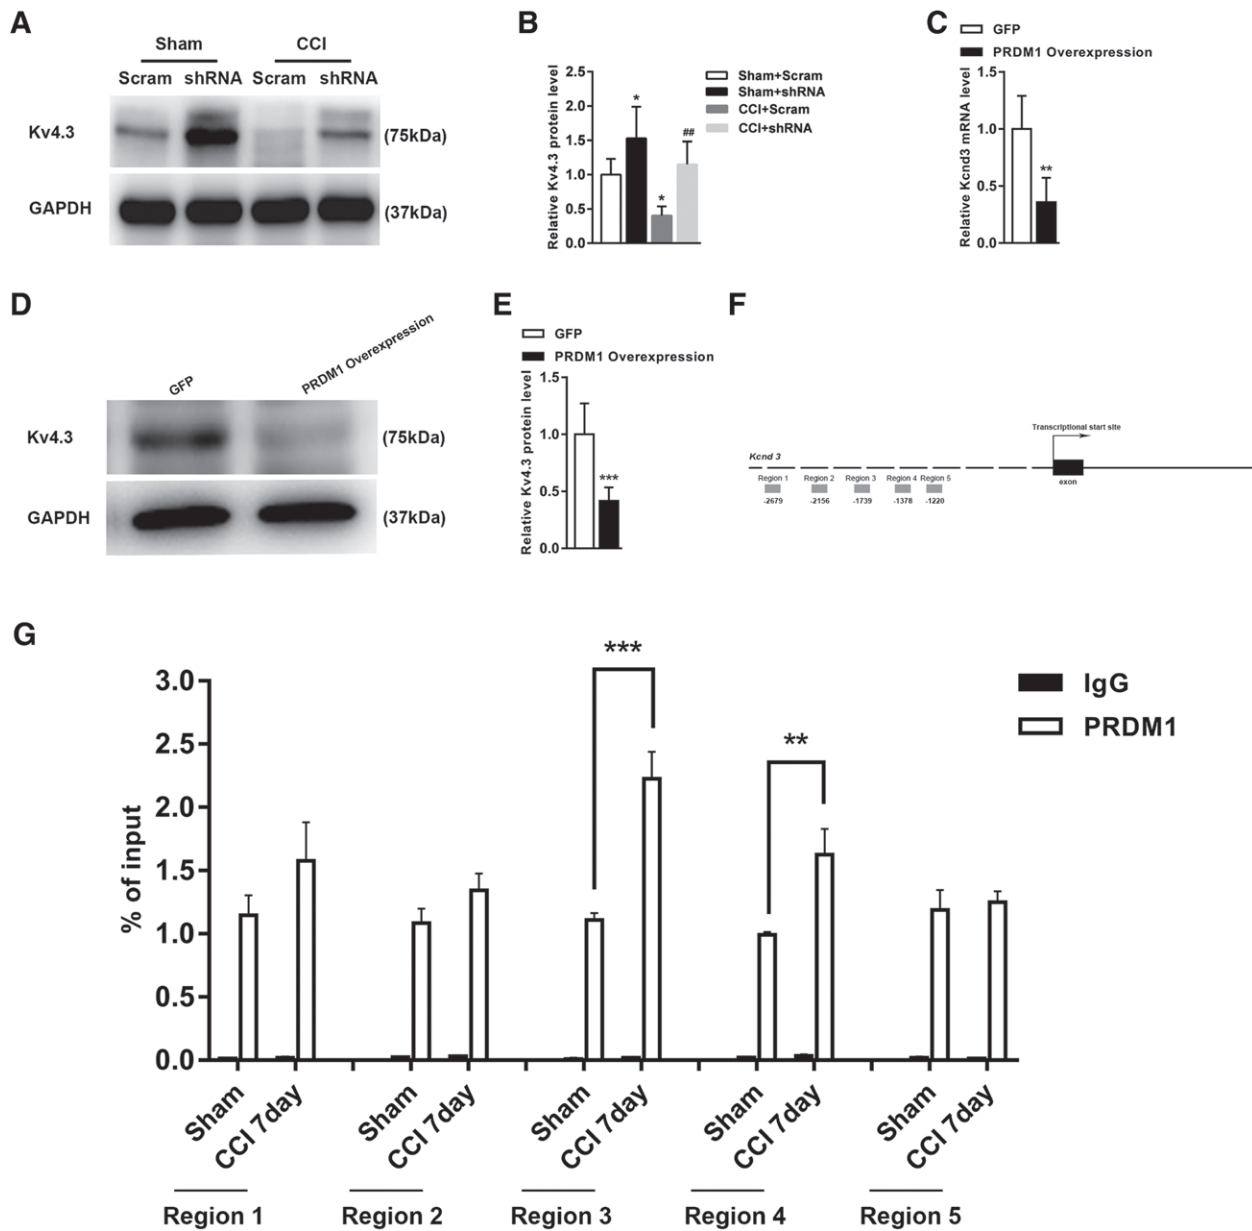 A
Sham CCI
Scram shRNA Scram shRNA
Kv4.3 (75kDa)
GAPDH (37kDa)
B
Relative Kv4.3 protein level
2.5
2.0
1.5
1.0
0.5
0.0
*
*
##
Sham+Scram
Sham+shRNA
CCI+Scram
CCI+shRNA
C
GFP
PRDM1 Overexpression
Relative Kcnd3 mRNA level
1.5
1.0
0.5
0.0
**
D
GFP PRDM1 Overexpression
Kv4.3 (75kDa)
GAPDH (37kDa)
E
GFP
PRDM1 Overexpression
Relative Kv4.3 protein level
1.5
1.0
0.5
0.0
***
F
Transcriptional start site
Kcnd 3
Region 1 Region 2 Region 3 Region 4 Region 5
exon
-2679 -2156 -1739 -1378 -1220
G
*** 
**
IgG
PRDM1
% of input
3.0
2.5
2.0
1.5
1.0
0.5
0.0
Sham CCI 7day Sham CCI 7day Sham CCI 7day Sham CCI 7day Sham CCI 7day
Region 1 Region 2 Region 3 Region 4 Region 5